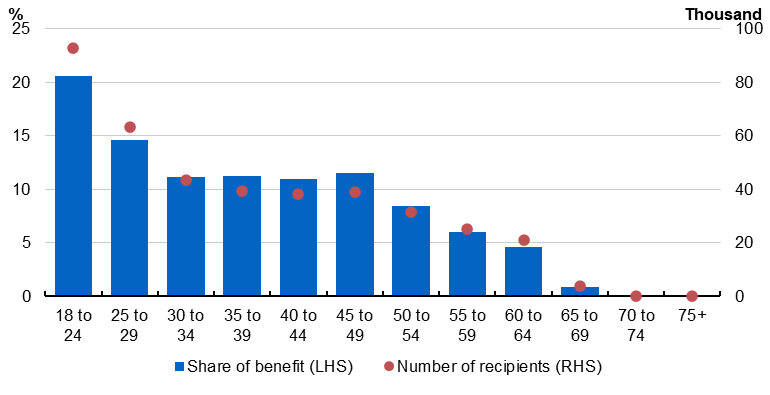 % Thousand
25 100
20 80
15 60
10 40
5 20
0 0
18 to 25 to 30 to 35 to 40 to 45 to 50 to 55 to 60 to 65 to 70 to 75+
24 29 34 39 44 49 54 59 64 69 74
Share of benefit (LHS) Number of recipients (RHS)